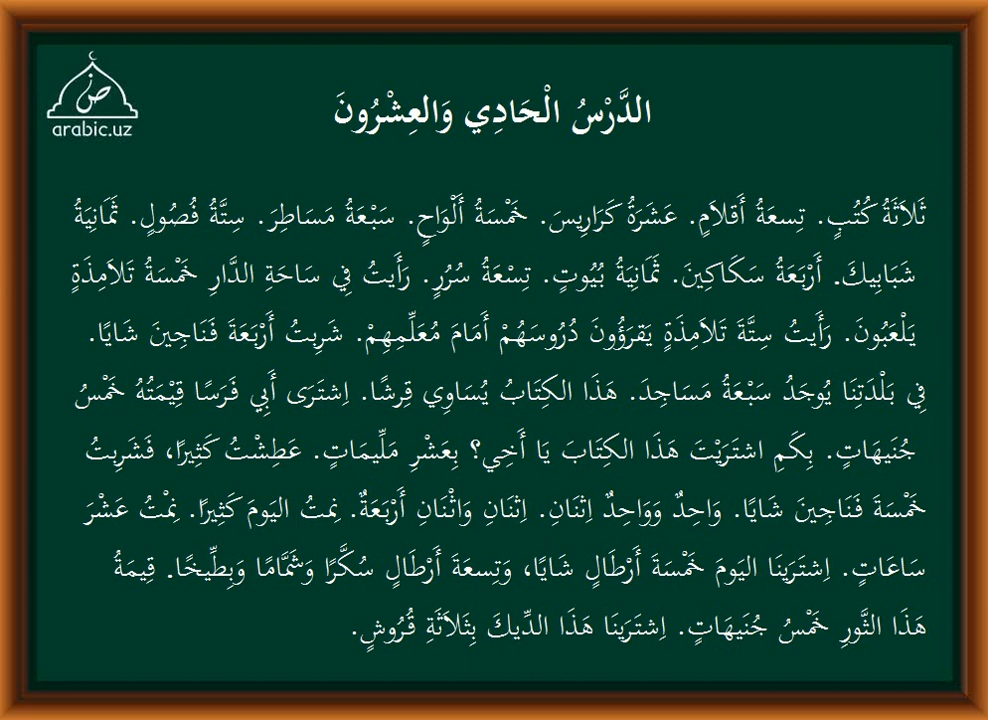 ض
arabic.uz
الدَّرْسُ الْحَادِي وَالعِشْرُونَ
ثَلَاثَةُ كُتُبٍ. تِسعَةُ أَقلَامٍ. عَشَرَةُ كَرَارِيسَ. خَمْسَةُ أَلْوَاحٍ. سَبْعَةُ مَسَاطِرَ. سِتَّةُ فُصُولٍ. ثَمَانِيَةُ
شَبَابِيكَ. أَرْبَعَةُ سَكَاكِينَ. ثَمَانِيَةُ بُيُوتٍ. تِسْعَةُ سُرُرٍ. رَأَيتُ فِي سَاحَةِ الدَّارِ خَمْسَةُ تَلَامِذَةٍ
يَلْعَبُونَ. رَأَيتُ سِتَّةَ تَلَامِذَةٍ يَقرَؤُونَ دُرُوسَهُمْ أَمَامَ مُعَلِّمِهِمْ. شَرِبتُ أَرْبَعَةَ فَنَاجِينَ شَايًا.
فِي بَلْدَتِنَا يُوجَدُ سَبْعَةُ مَسَاجِدَ. هَذَا الكِتَابُ يُسَاوِي قِرشًا. اِشتَرَى أَبِي فَرَسًا قِيْمَتُهُ خَمْسُ
جُنَيهَاتٍ. بِكَمِ اشتَرَيْتَ هَذَا الكِتَابَ يَا أَخِي؟ بِعَشْرِ مَلِّيمَاتٍ. عَطِشْتُ كَثِيرًا، فَشَرِبتُ
خَمْسَةَ فَنَاجِينَ شَايًا. وَاحِدٌ وَوَاحِدٌ اِثنَانِ. اِثنَانِ وَاثْنَانِ أَرْبَعَةٌ. نِمتُ اليَومَ كَثِيرًا. نِمْتُ عَشْرَ
سَاعَاتٍ. اِشتَرَينَا اليَومَ خَمْسَةَ أَرْطَالٍ شَايًا، وَتِسعَةَ أَرْطَالٍ سُكَّرًا وَشَمَّامًا وَبِطِّيخًا. قِيمَةُ
هَذَا الثَّورِ خَمْسُ جُنَيهَاتٍ. اِشتَرَينَا هَذَا الدِّيكَ بِثَلَاثَةِ قُرُوشٍ.